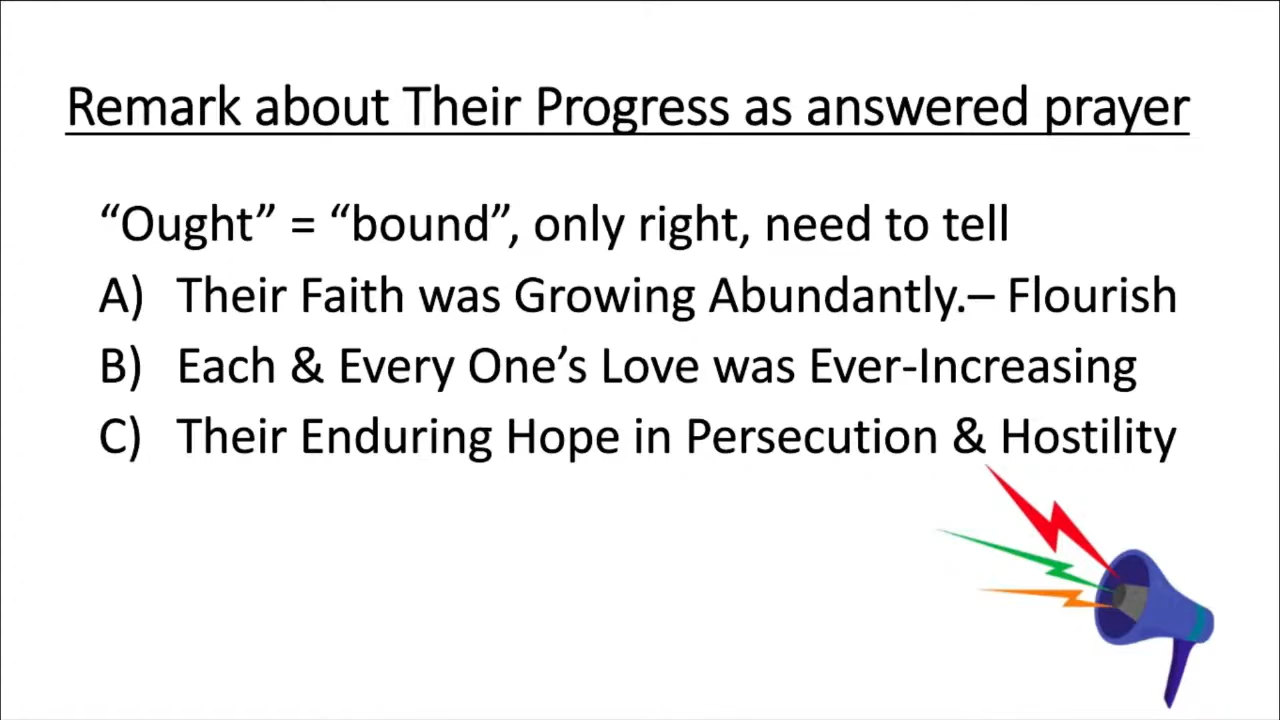 Remark about Their Progress as answered prayer
“Ought” = “bound”, only right, need to tell
A) Their Faith was Growing Abundantly.– Flourish
B) Each & Every One’s Love was Ever-Increasing
C) Their Enduring Hope in Persecution & Hostility